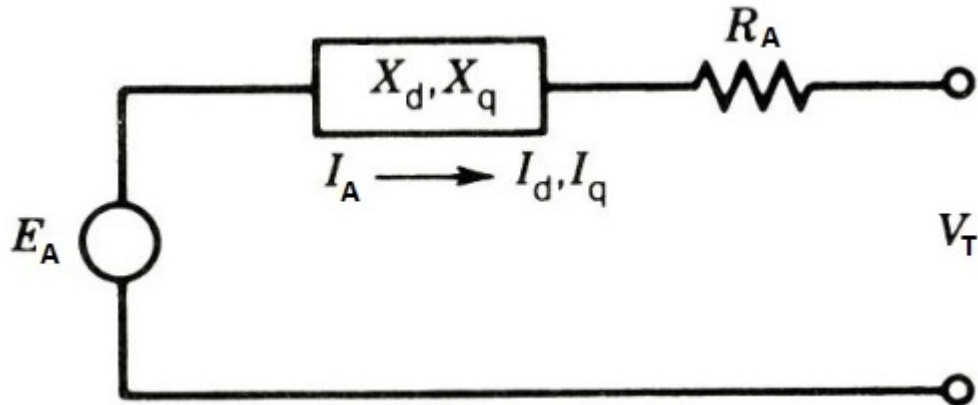 R_A
X_d, X_q
I_A I_d, I_q
E_A
V_T